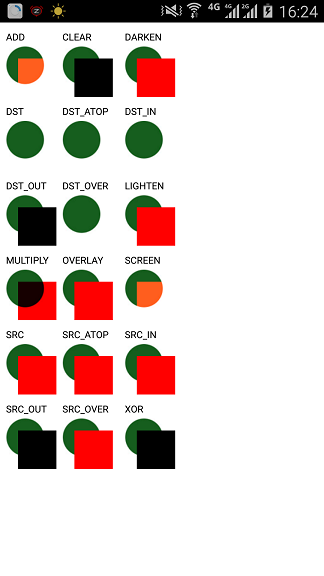 4G 4G 2G 16:24
ADD CLEAR DARKEN
DST DST_ATOP DST_IN
DST_OUT DST_OVER LIGHTEN
MULTIPLY OVERLAY SCREEN
SRC SRC_ATOP SRC_IN
SRC_OUT SRC_OVER XOR